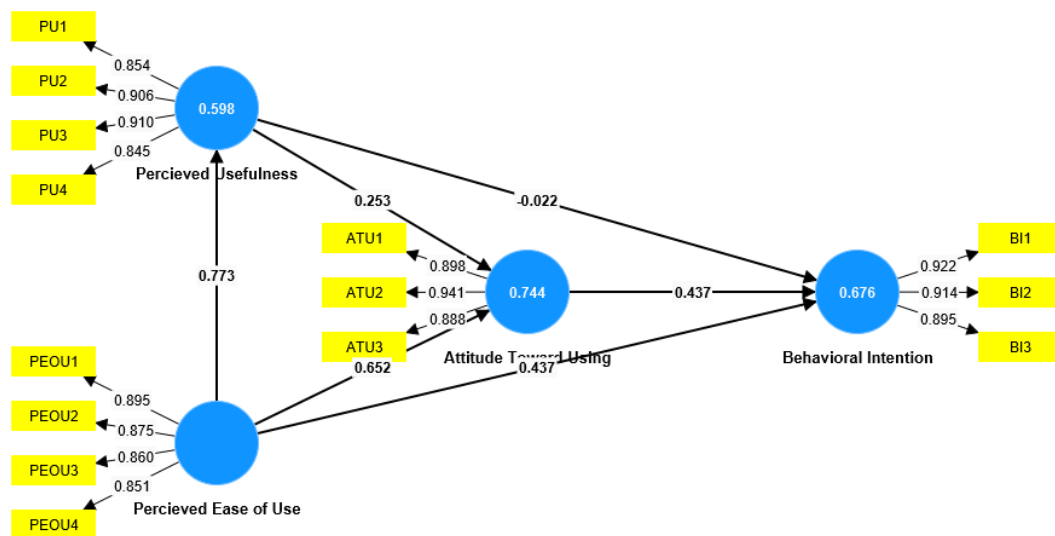 PU1
0.854
PU2
0.906
0.598
PU3
0.910
0.845
PU4
Percieved Usefulness
0.253
-0.022
ATU1
BI1
0.898
0.922
0.773
ATU2
0.941
0.744
0.437
0.676
0.914
BI2
0.888
0.895
ATU3
BI3
Attitude Toward Using
Behavioral Intention
PEOU1
0.652
0.437
0.895
PEOU2
0.875
0.860
PEOU3
0.851
Percieved Ease of Use
PEOU4